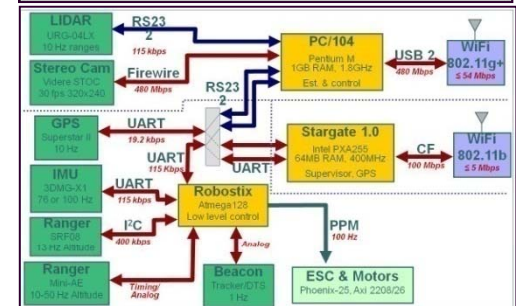 LIDAR
URG-04LX
10 Hz ranges
RS23
2
115 kbps
Stereo Cam
Videre STOC
30 fps 320x240
Firewire
480 Mbps
PC/104
Pentium M
1GB RAM, 1.8GHz
Est. & control
USB 2
480 Mbps
WiFi
802.11g+
≤ 54 Mbps
RS23
2
GPS
Superstar II
10 Hz
UART
19.2 kbps
UART
115 Kbps
UART
Stargate 1.0
Intel PXA255
64MB RAM, 400MHz
Supervisor, GPS
CF
100 Mbps
WiFi
802.11b
≤ 5 Mbps
IMU
3DMG-X1
76 or 100 Hz
UART
115 kbps
Robostix
Atmega128
Low level control
Ranger
SRF08
13 Hz Altitude
I²C
400 kbps
PPM
100 Hz
Ranger
Mini-AE
10-50 Hz Altitude
Timing/
Analog
Analog
Beacon
Tracker/DTS
1 Hz
ESC & Motors
Phoenix-25, Axi 2208/26